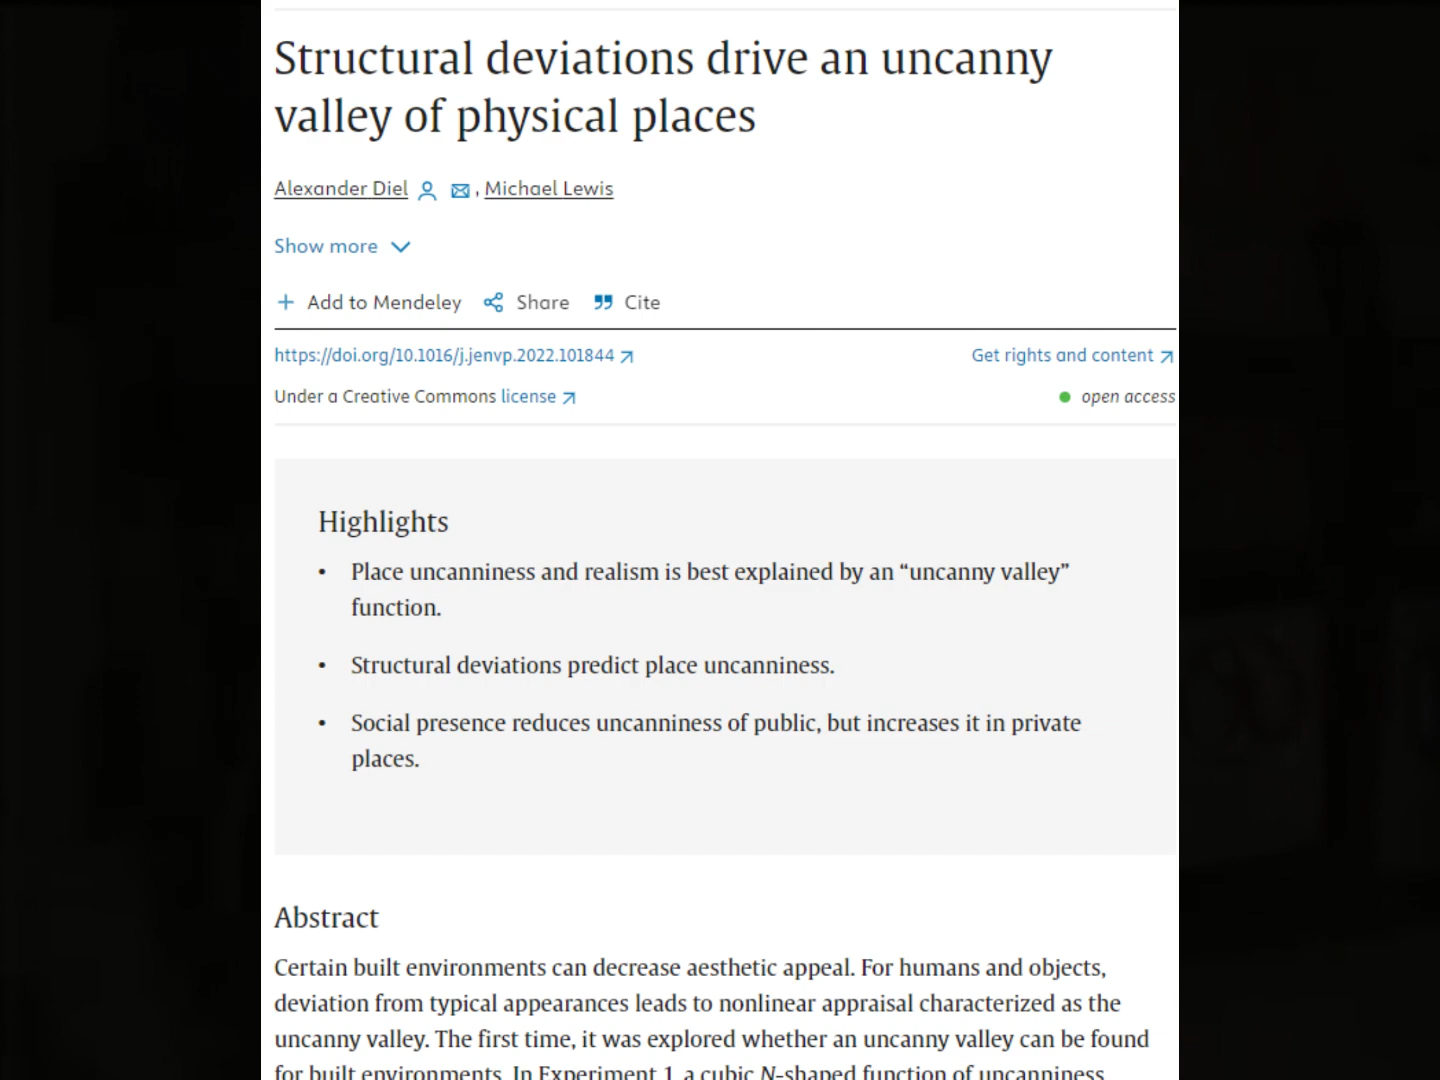 Structural deviations drive an uncanny
valley of physical places
Alexander Diel , Michael Lewis
Show more
Add to Mendeley Share Cite
https://doi.org/10.1016/j.jenvp.2022.101844 Get rights and content
Under a Creative Commons license open access
Highlights
• Place uncanniness and realism is best explained by an “uncanny valley”
function.
• Structural deviations predict place uncanniness.
• Social presence reduces uncanniness of public, but increases it in private
places.
Abstract
Certain built environments can decrease aesthetic appeal. For humans and objects,
deviation from typical appearances leads to nonlinear appraisal characterized as the
uncanny valley. The first time, it was explored whether an uncanny valley can be found
for built environments. In Experiment 1, a cubic N-shaped function of uncanniness